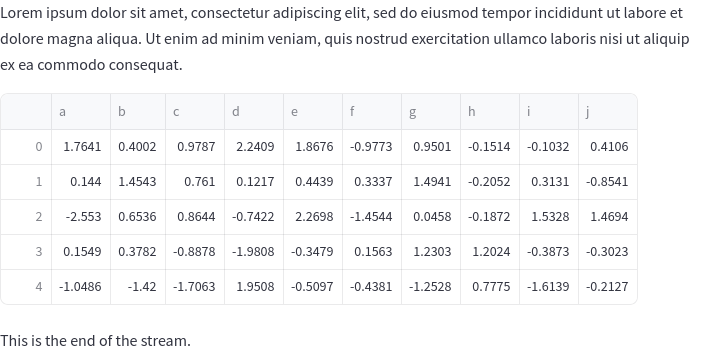 Lorem ipsum dolor sit amet, consectetur adipiscing elit, sed do eiusmod tempor incididunt ut labore et
dolore magna aliqua. Ut enim ad minim veniam, quis nostrud exercitation ullamco laboris nisi ut aliquip
ex ea commodo consequat.
a b c d e f g h i j
0 1.7641 0.4002 0.9787 2.2409 1.8676 -0.9773 0.9501 -0.1514 -0.1032 0.4106
1 0.144 1.4543 0.761 0.1217 0.4439 0.3337 1.4941 -0.2052 0.3131 -0.8541
2 -2.553 0.6536 0.8644 -0.7422 2.2698 -1.4544 0.0458 -0.1872 1.5328 1.4694
3 0.1549 0.3782 -0.8878 -1.9808 -0.3479 0.1563 1.2303 1.2024 -0.3873 -0.3023
4 -1.0486 -1.42 -1.7063 1.9508 -0.5097 -0.4381 -1.2528 0.7775 -1.6139 -0.2127
This is the end of the stream.